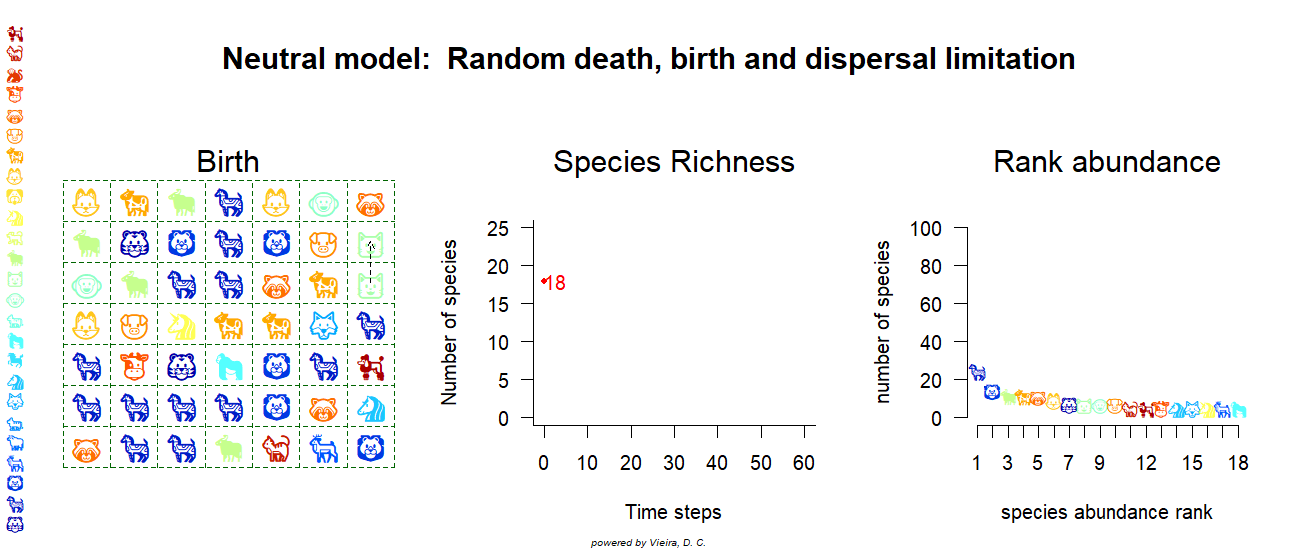 Neutral model:  Random death, birth and dispersal limitation
Birth
Species Richness
Number of species
25
20
15
10
5
0
18
0 10 20 30 40 50 60
Time steps
Rank abundance
number of species
100
80
60
40
20
0
1 3 5 7 9 12 15 18
species abundance rank
powered by Vieira, D. C.